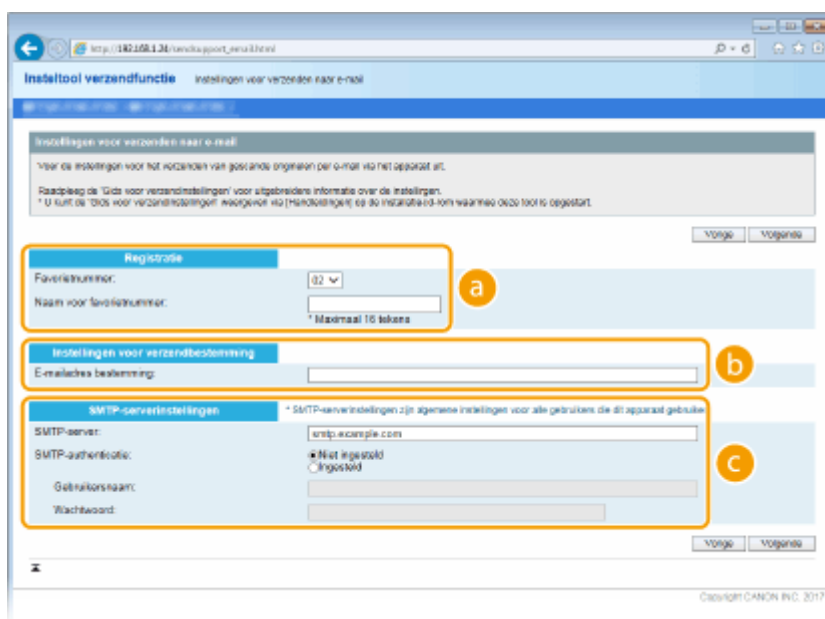 http://192.168.1.24/sendsupport_email.html
Insteltool verzendfunctie Instellingen voor verzenden naar e-mail
Instellingen voor verzenden naar e-mail
Voer de instellingen voor het verzenden van gescande originelen per e-mail via het apparaat uit.
Raadpleeg de 'Gids voor verzendinstellingen' voor uitgebreidere informatie over de instellingen.
* U kunt de 'Gids voor verzendinstellingen' weergeven via [Handleidingen] op de installatie-cd-rom waarmee deze tool is opgestart.
Vorige Volgende
Registratie
Favorietnummer: 02
Naam voor favorietnummer:
* Maximaal 16 tekens
a
Instellingen voor verzendbestemming
E-mailadres bestemming:
b
SMTP-serverinstellingen * SMTP-serverinstellingen zijn algemene instellingen voor alle gebruikers die dit apparaat gebruike
SMTP-server: smtp.example.com
SMTP-authenticatie: Niet ingesteld
Ingesteld
c
Gebruikersnaam:
Wachtwoord:
Vorige Volgende
Copyright CANON INC. 2017